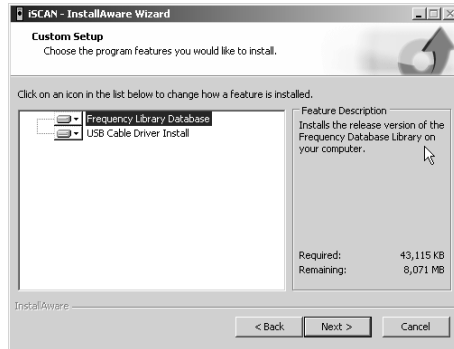 iSCAN - InstallAware Wizard
Custom Setup
Choose the program features you would like to install.
Click on an icon in the list below to change how a feature is installed.
Frequency Library Database
USB Cable Driver Install
Feature Description
Installs the release version of the
Frequency Database Library on
your computer.
Required: 43,115 KB
Remaining: 8,071 MB
InstallAware
< Back Next > Cancel